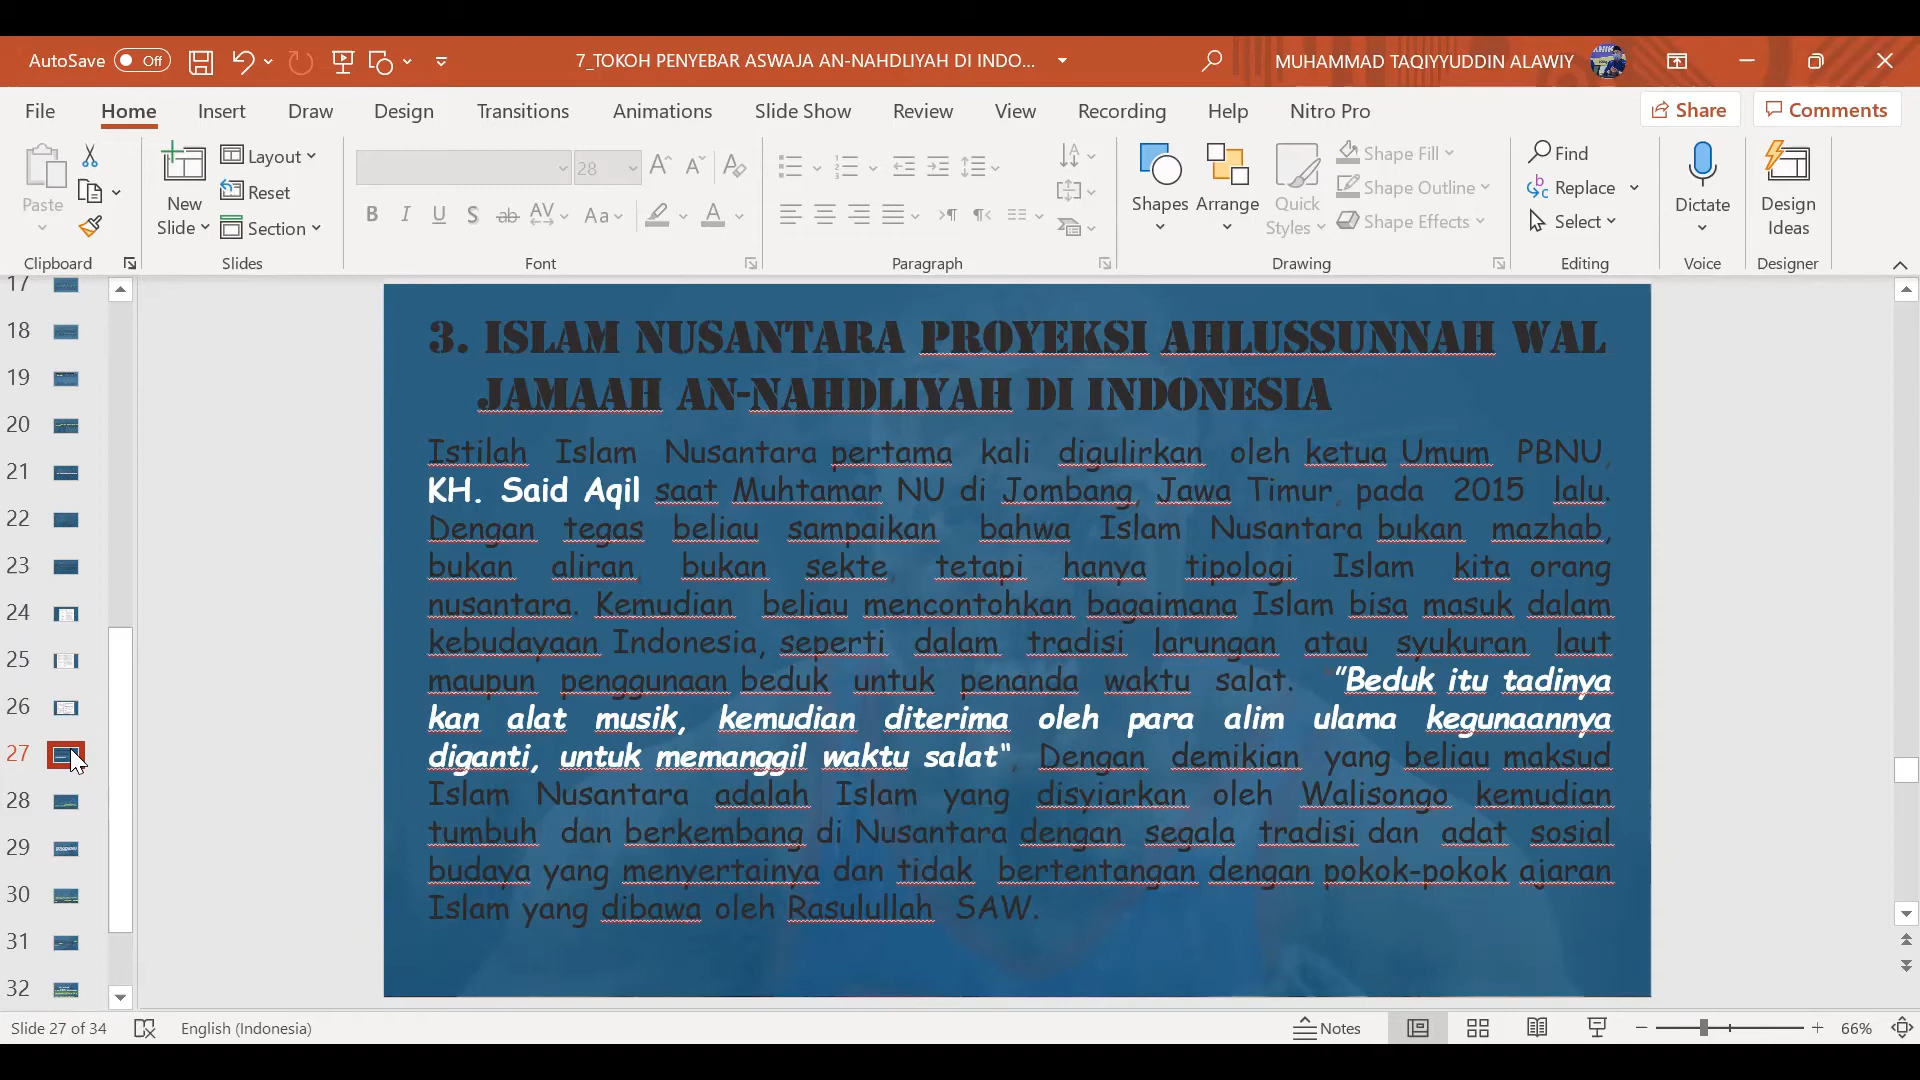 AutoSave Off 7_TOKOH PENYEBAR ASWAJA AN-NAHDLIYAH DI INDO... MUHAMMAD TAQIYYUDDIN ALAWIY
File Home Insert Draw Design Transitions Animations Slide Show Review View Recording Help Nitro Pro Share Comments
Paste New Slide Layout Reset Section 28 Shapes Arrange Quick Styles Shape Fill Shape Outline Shape Effects Find Replace Select Dictate Design Ideas
Clipboard Slides Font Paragraph Drawing Editing Voice Designer
17
18
19
20
21
22
23
24
25
26
27
28
29
30
31
32
3. ISLAM NUSANTARA PROYEKSI AHLUSSUNNAH WAL
JAMAAH AN-NAHDLIYAH DI INDONESIA
Istilah Islam Nusantara pertama kali digulirkan oleh ketua Umum PBNU,
KH. Said Aqil saat Muhtamar NU di Jombang, Jawa Timur, pada 2015 lalu.
Dengan tegas beliau sampaikan bahwa Islam Nusantara bukan mazhab,
bukan aliran, bukan sekte, tetapi hanya tipologi Islam kita orang
nusantara. Kemudian beliau mencontohkan bagaimana Islam bisa masuk dalam
kebudayaan Indonesia, seperti dalam tradisi larungan atau syukuran laut
maupun penggunaan beduk untuk penanda waktu salat. "Beduk itu tadinya
kan alat musik, kemudian diterima oleh para alim ulama kegunaannya
diganti, untuk memanggil waktu salat", Dengan demikian yang beliau maksud
Islam Nusantara adalah Islam yang disyiarkan oleh Walisongo kemudian
tumbuh dan berkembang di Nusantara dengan segala tradisi dan adat sosial
budaya yang menyertainya dan tidak bertentangan dengan pokok-pokok ajaran
Islam yang dibawa oleh Rasulullah SAW.
Slide 27 of 34 English (Indonesia) Notes 66%